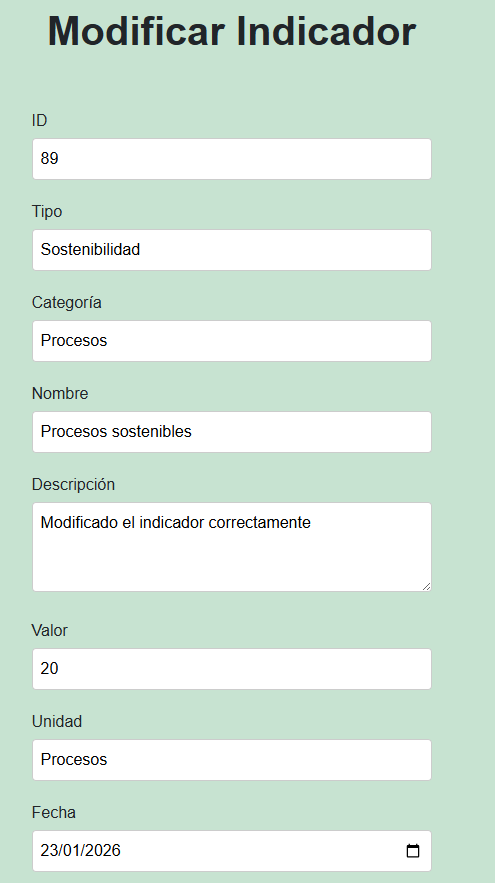 Modificar Indicador
ID
89
Tipo
Sostenibilidad
Categoría
Procesos
Nombre
Procesos sostenibles
Descripción
Modificado el indicador correctamente
Valor
20
Unidad
Procesos
Fecha
23/01/2026